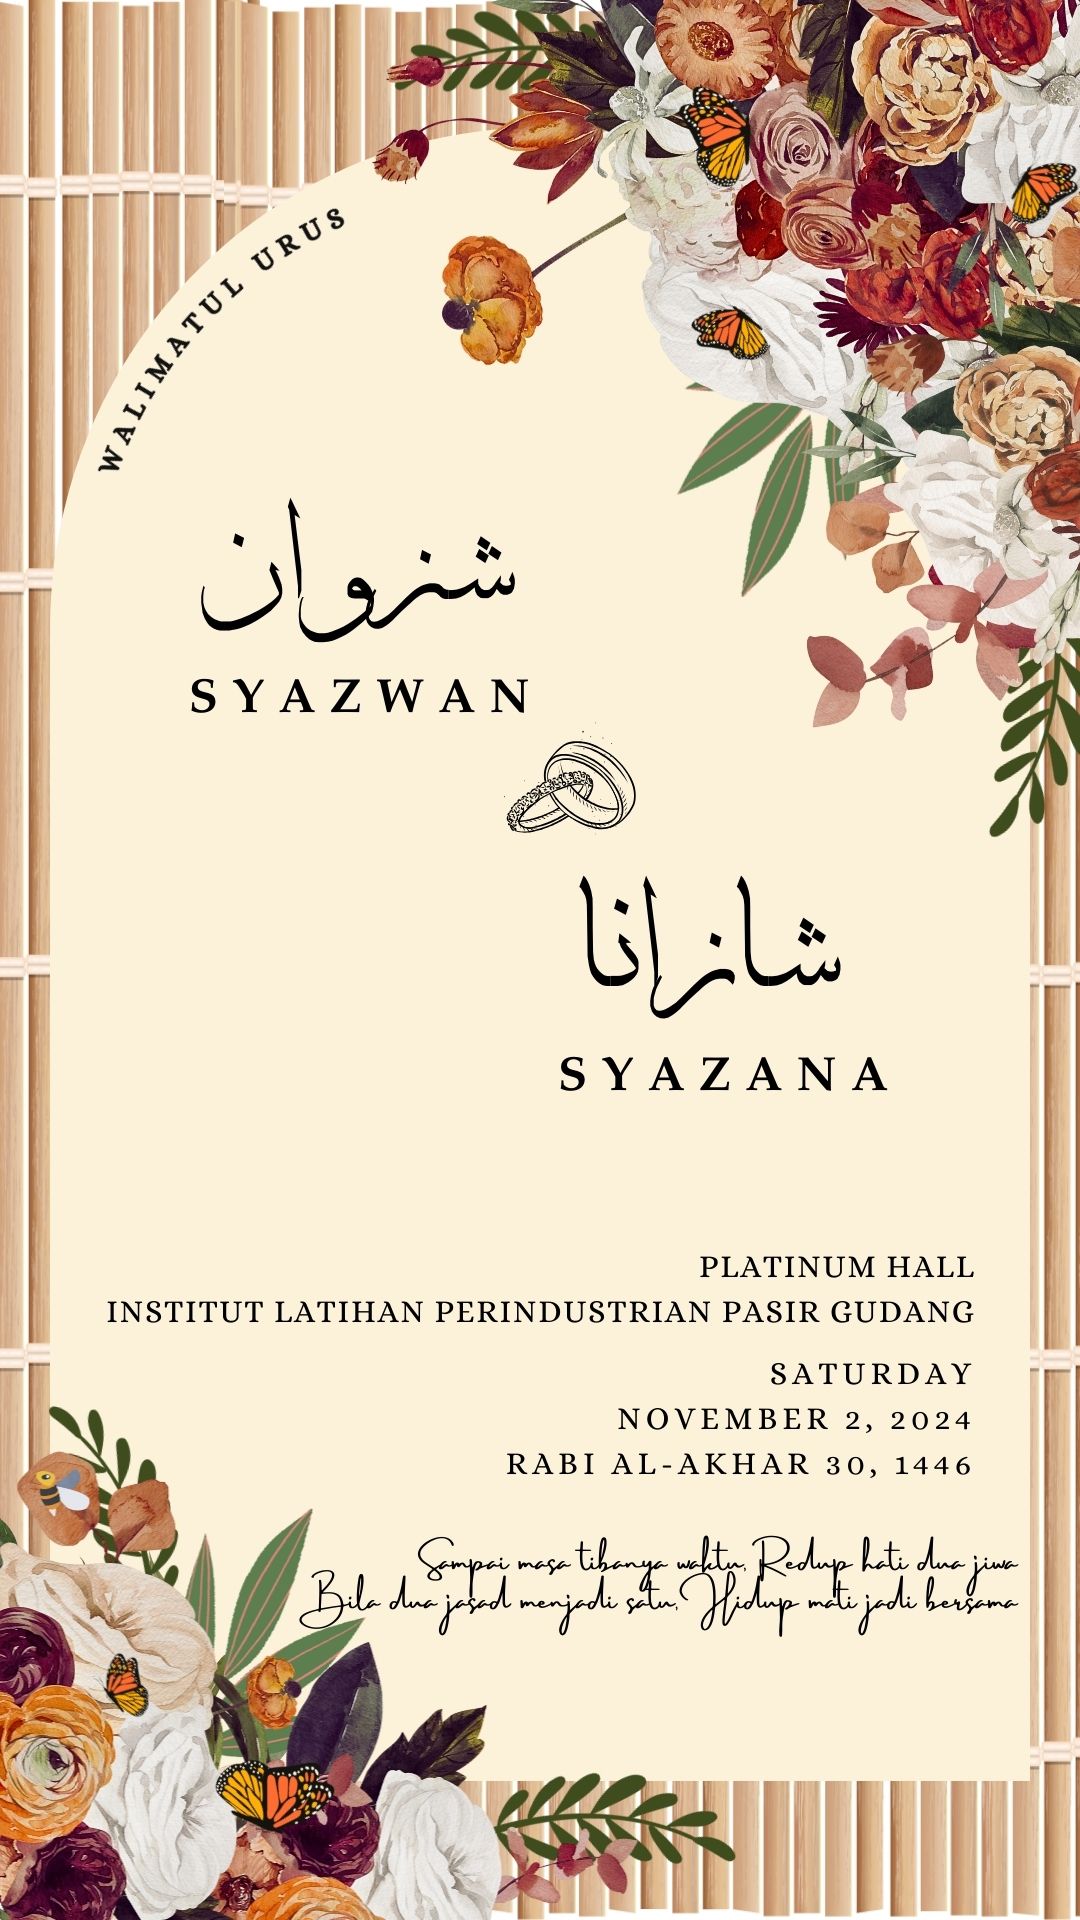 WALIMATUL URUS
شزوان
SYAZWAN
شازانا
SYAZANA
PLATINUM HALL
INSTITUT LATIHAN PERINDUSTRIAN PASIR GUDANG
SATURDAY
NOVEMBER 2, 2024
RABI AL-AKHAR 30, 1446
Sampai masa tibanya waktu, Redup hati dua jiwa
Bila dua jasad menjadi satu, Hidup mati jadi bersama